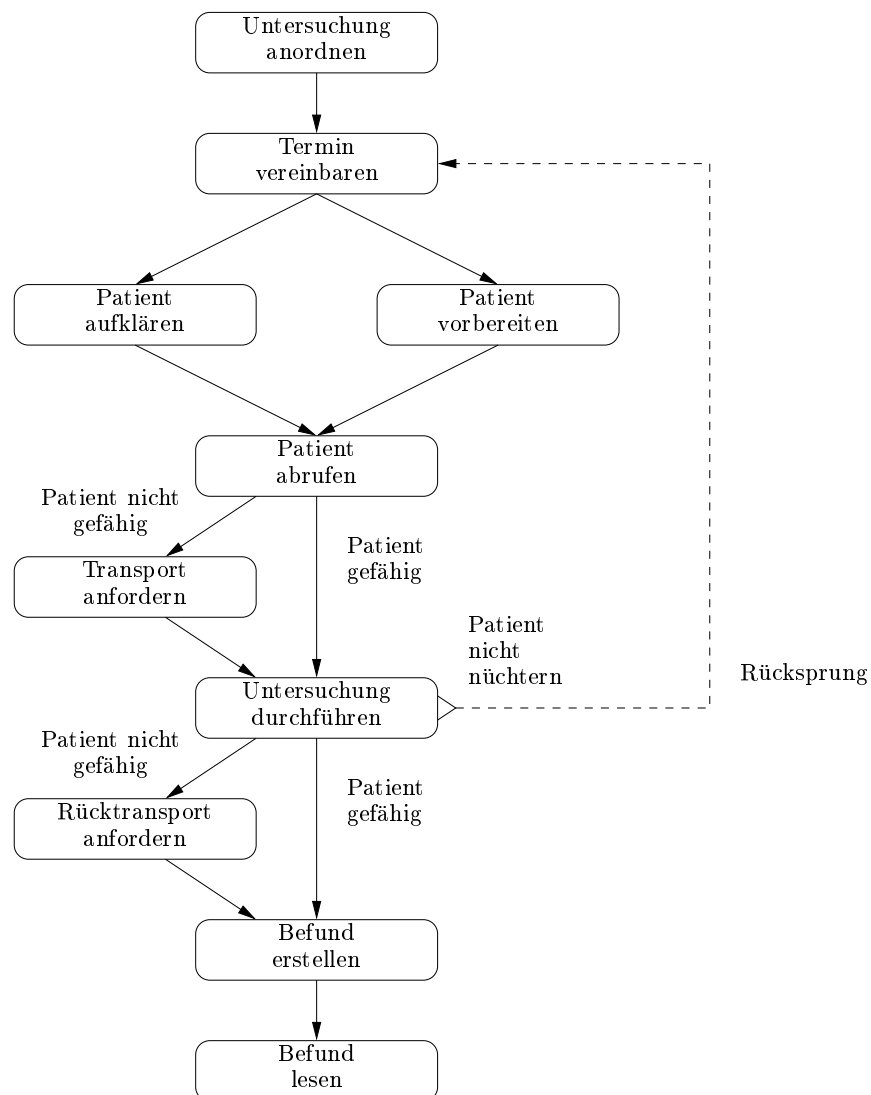 Untersuchung
anordnen
Termin
vereinbaren
Patient
aufklären
Patient
vorbereiten
Patient
abrufen
Patient nicht
gefähig
Patient
gefähig
Transport
anfordern
Patient
nicht
nüchtern
Rücksprung
Untersuchung
durchführen
Patient nicht
gefähig
Patient
gefähig
Rücktransport
anfordern
Befund
erstellen
Befund
lesen